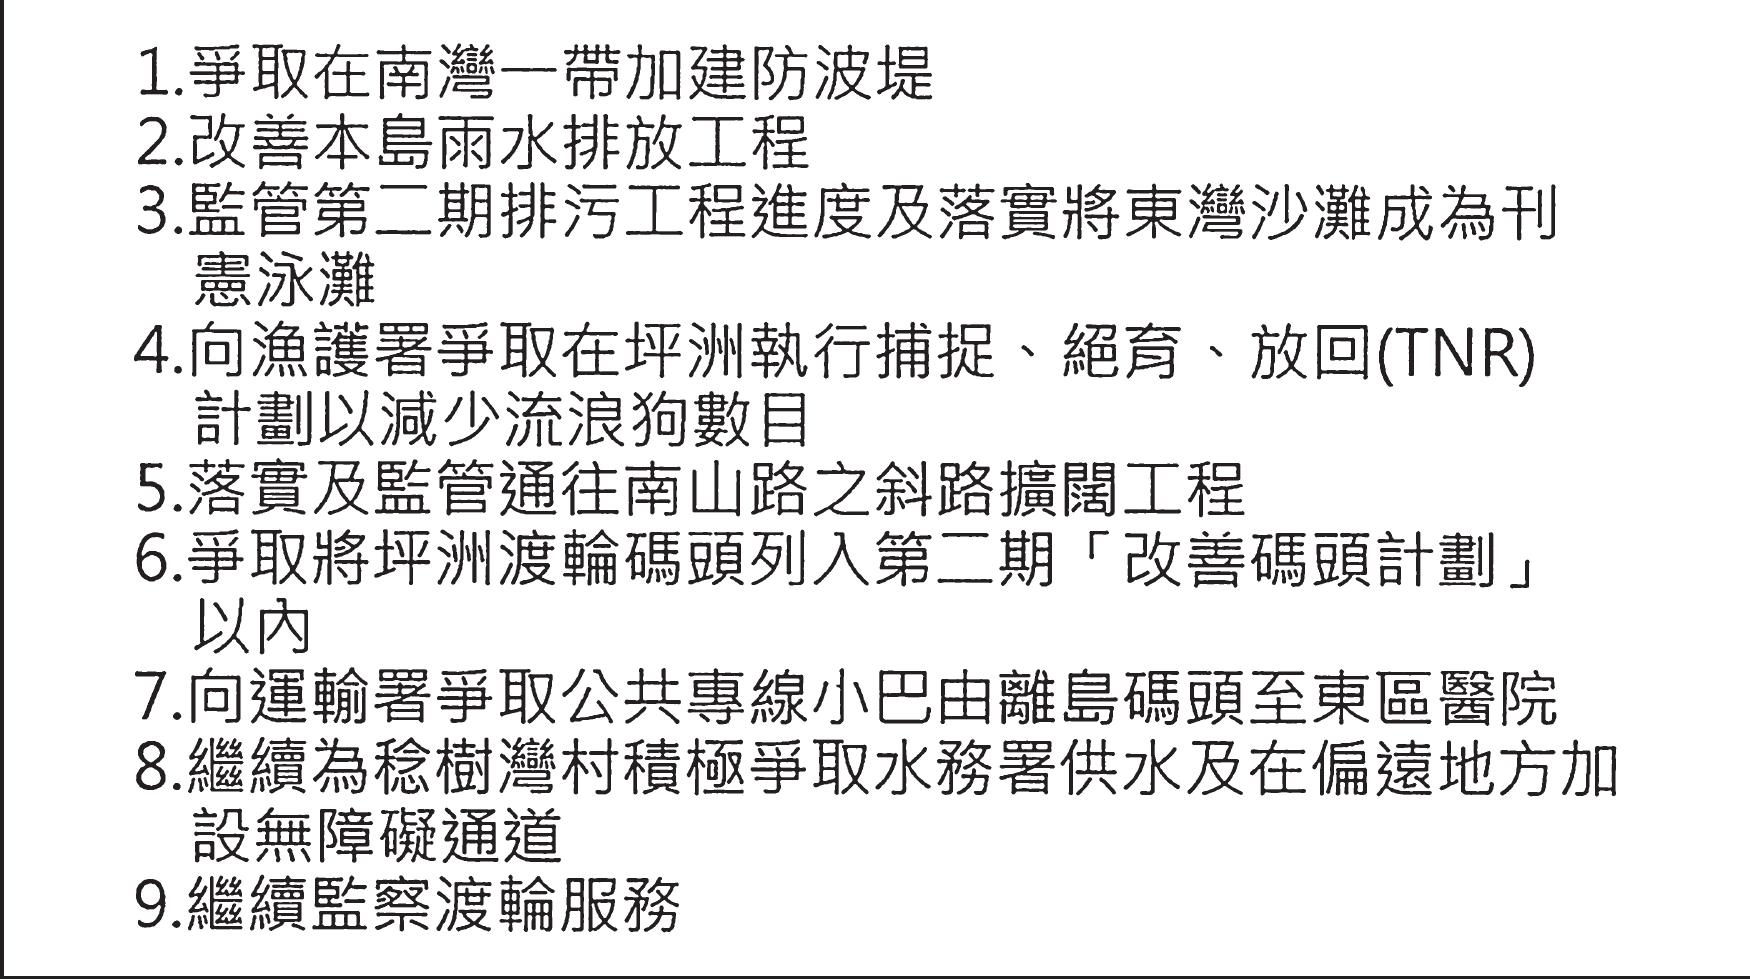 1.爭取在南灣一帶加建防波堤
2.改善本島雨水排放工程
3.監管第二期排污工程進度及落實將東灣沙灘成為刊
憲泳灘
4.向漁護署爭取在坪洲執行捕捉、絕育、放回(TNR)
計劃以減少流浪狗數目
5.落實及監管通往南山路之斜路擴闊工程
6.爭取將坪洲渡輪碼頭列入第二期「改善碼頭計劃」
以內
7.向運輸署爭取公共專線小巴由離島碼頭至東區醫院
8.繼續為稔樹灣村積極爭取水務署供水及在偏遠地方加
設無障礙通道
9.繼續監察渡輪服務